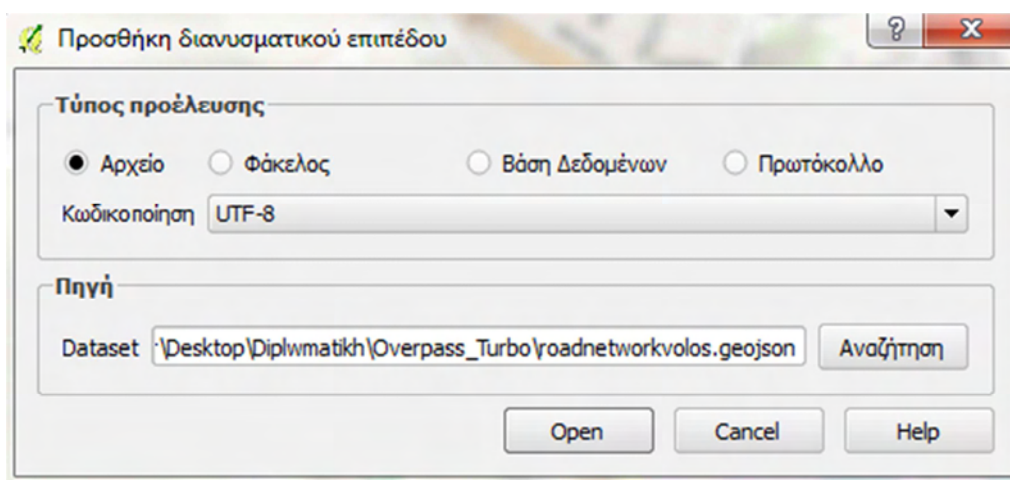 Προσθήκη διανυσματικού επιπέδου
Τύπος προέλευσης
Αρχείο Φάκελος Βάση Δεδομένων Πρωτόκολλο
Κωδικοποίηση UTF-8
Πηγή
Dataset \Desktop\Diplwmatikh\Overpass_Turbo\roadnetworkvolos.geojson Αναζήτηση
Open Cancel Help